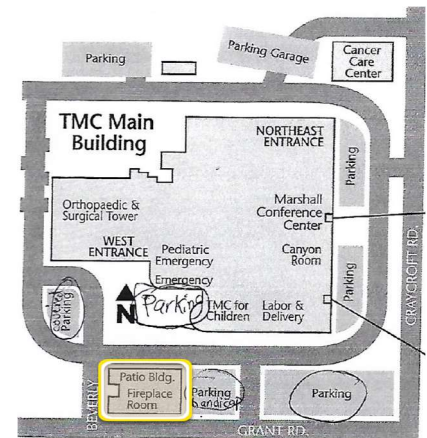 Parking
Parking Garage
Cancer
Care
Center
TMC Main
Building
NORTHEAST
ENTRANCE
Parking
Orthopaedic &
Surgical Tower
Marshall
Conference
Center
WEST
ENTRANCE
Pediatric
Emergency
Canyon
Room
Emergency
Parking
Parking
N
Parking
TMC for
Children
Labor &
Delivery
CRAYCROFT RD.
Patio Bldg.
Fireplace
Room
Parking
Handicap
Parking
BEVERLY
GRANT RD.